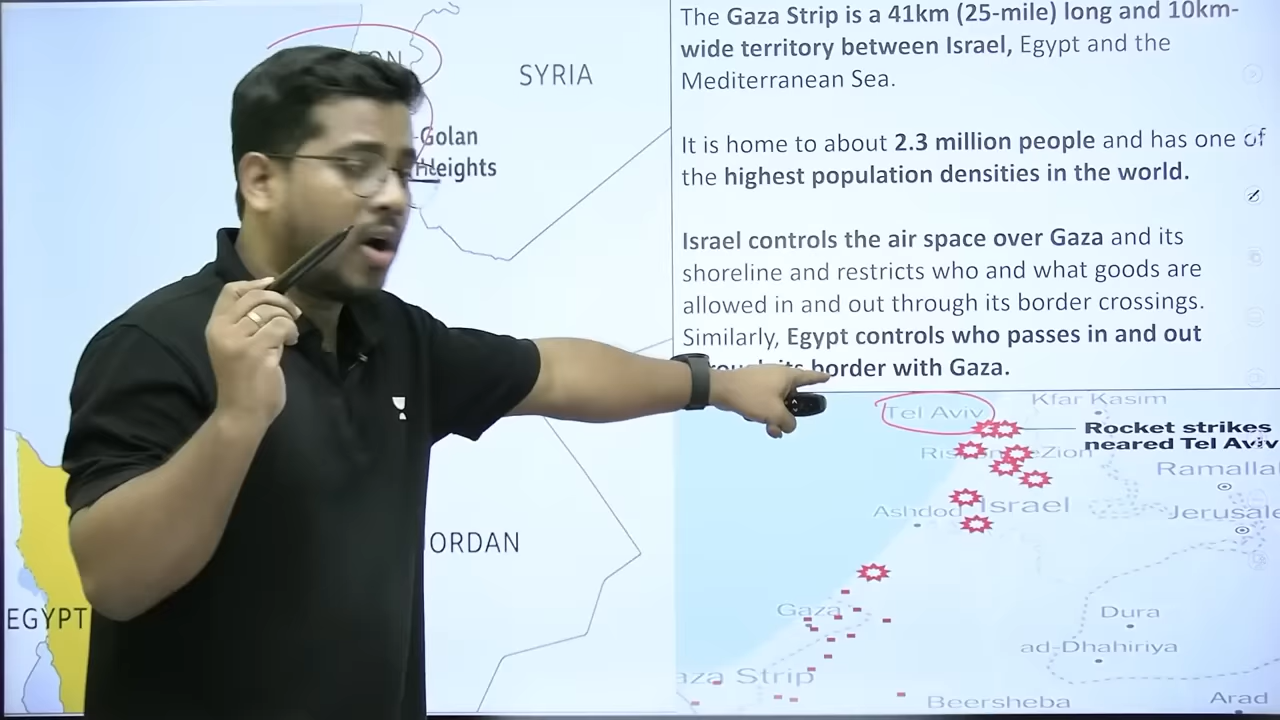 SYRIA
Golan
Heights
ORDAN
EGYPT
The Gaza Strip is a 41km (25-mile) long and 10km-
wide territory between Israel, Egypt and the
Mediterranean Sea.
It is home to about 2.3 million people and has one of
the highest population densities in the world.
Israel controls the air space over Gaza and its
shoreline and restricts who and what goods are
allowed in and out through its border crossings.
Similarly, Egypt controls who passes in and out
border with Gaza.
Tel Aviv
Kfar Kasim
Rocket strikes
neared Tel Aviv
Zion
Ramalla
Israel
Ashdod
Jerusale
Gaza
Dura
ad-Dhahiriya
aza Strip
Beersheba
Arad